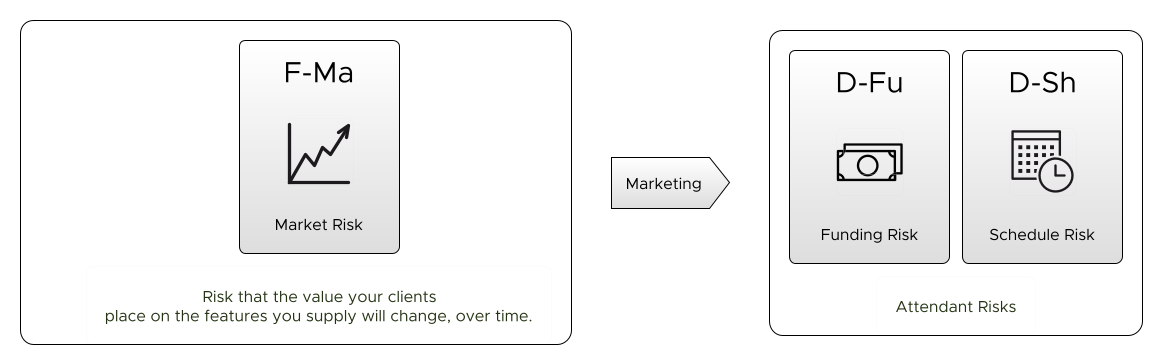 F-Ma
Market Risk
Risk that the value your clients
place on the features you supply will change, over time.
Marketing
D-Fu
Funding Risk
D-Sh
Schedule Risk
Attendant Risks